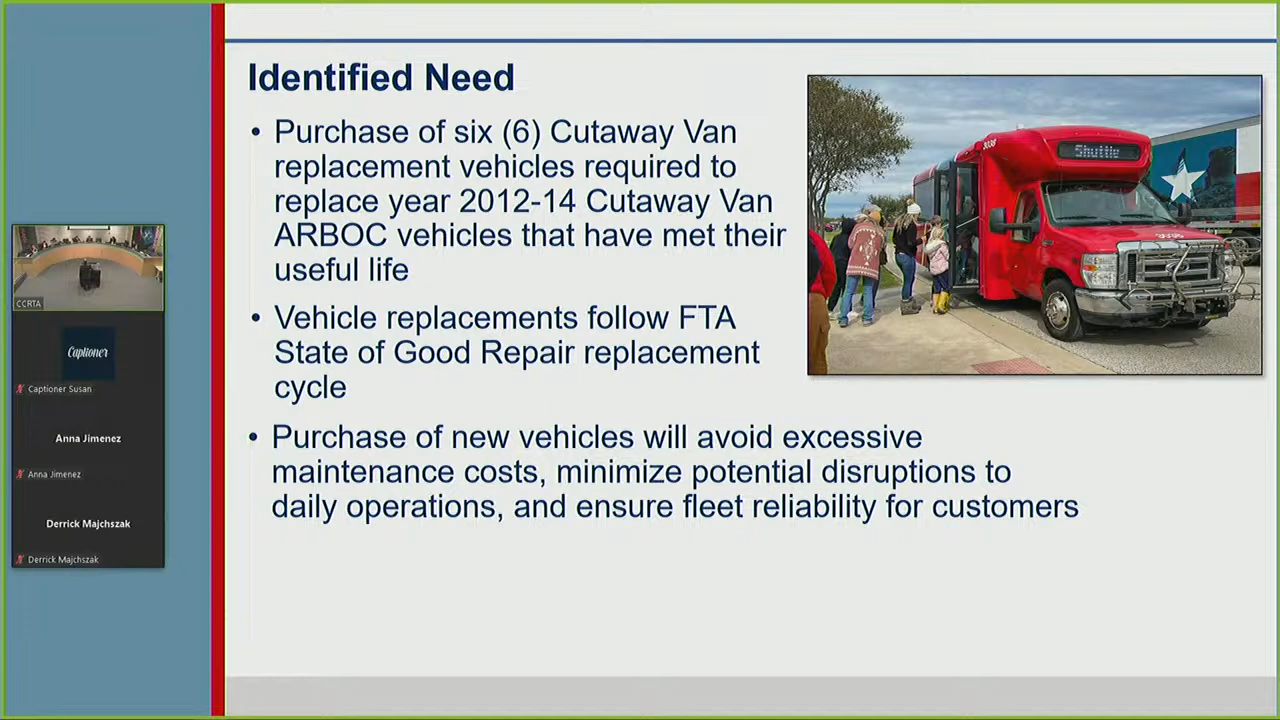 Identified Need
• Purchase of six (6) Cutaway Van
replacement vehicles required to
replace year 2012-14 Cutaway Van
ARBOC vehicles that have met their
useful life
• Vehicle replacements follow FTA
State of Good Repair replacement
cycle
• Purchase of new vehicles will avoid excessive
maintenance costs, minimize potential disruptions to
daily operations, and ensure fleet reliability for customers
Shuttle
Ford
CCRTA
Captioner
Captioner Susan
Anna Jimenez
Anna Jimenez
Derrick Majchszak
Derrick Majchszak